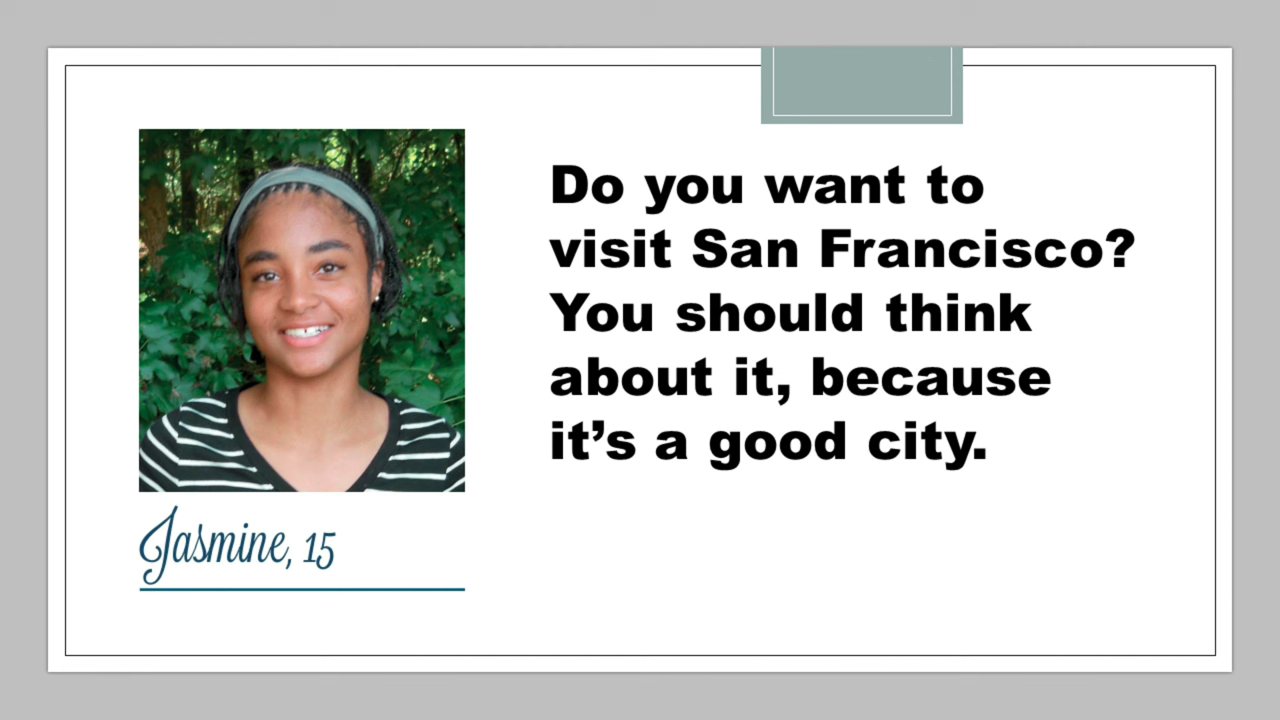 Do you want to
visit San Francisco?
You should think
about it, because
it’s a good city.
Jasmine, 15